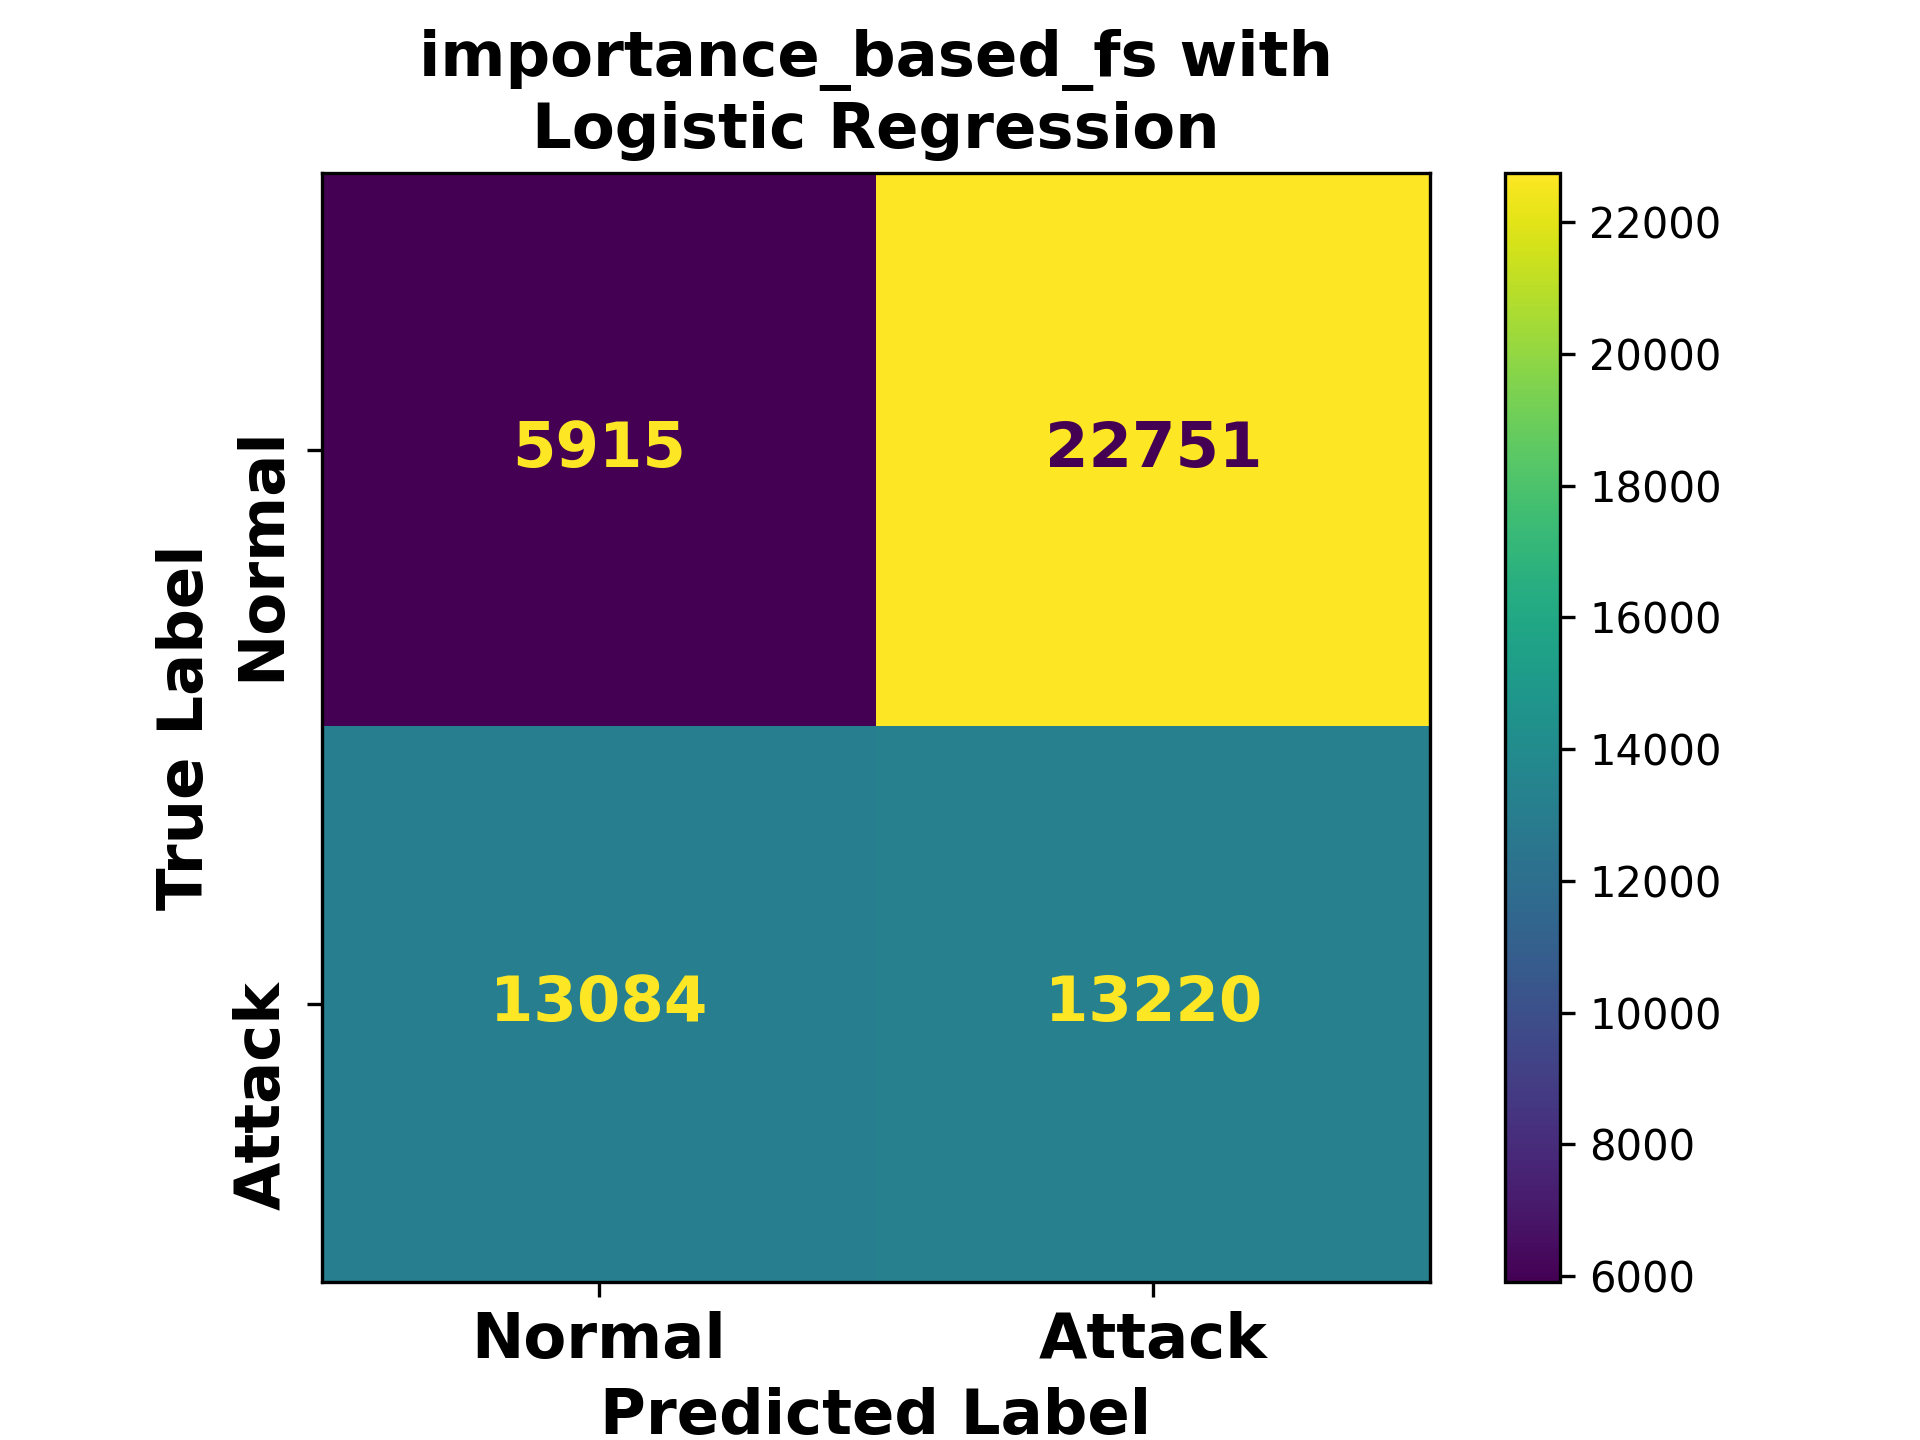 importance_based_fs with
Logistic Regression
True Label
Normal
Attack
5915
22751
13084
13220
Normal
Attack
Predicted Label
22000
20000
18000
16000
14000
12000
10000
8000
6000